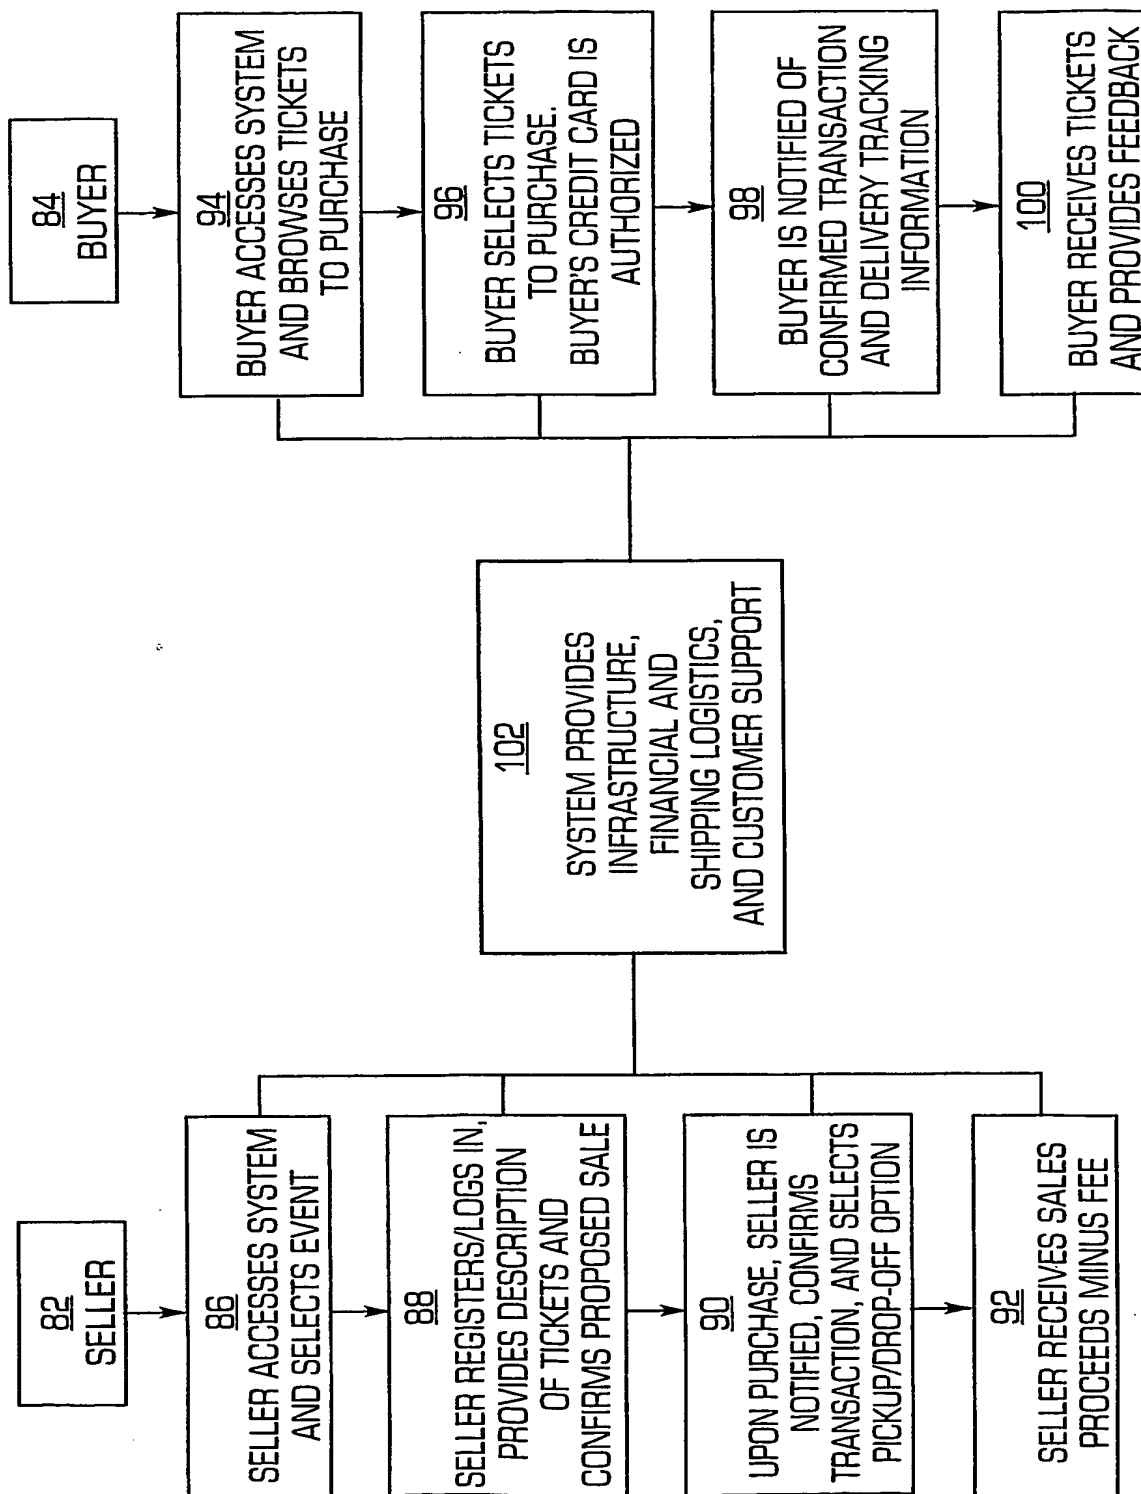 82
SELLER
86
SELLER ACCESSES SYSTEM
AND SELECTS EVENT
88
SELLER REGISTERS/LOGS IN,
PROVIDES DESCRIPTION
OF TICKETS AND
CONFIRMS PROPOSED SALE
90
UPON PURCHASE, SELLER IS
NOTIFIED, CONFIRMS
TRANSACTION, AND SELECTS
PICKUP/DROP-OFF OPTION
92
SELLER RECEIVES SALES
PROCEEDS MINUS FEE
102
SYSTEM PROVIDES
INFRASTRUCTURE,
FINANCIAL AND
SHIPPING LOGISTICS,
AND CUSTOMER SUPPORT
84
BUYER
94
BUYER ACCESSES SYSTEM
AND BROWSES TICKETS
TO PURCHASE
96
BUYER SELECTS TICKETS
TO PURCHASE.
BUYER'S CREDIT CARD IS
AUTHORIZED
98
BUYER IS NOTIFIED OF
CONFIRMED TRANSACTION
AND DELIVERY TRACKING
INFORMATION
100
BUYER RECEIVES TICKETS
AND PROVIDES FEEDBACK